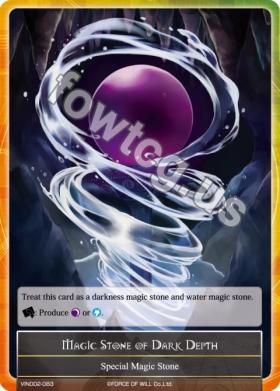 fowtcg.us
Treat this card as a darkness magic stone and water magic stone.
: Produce or .
Magic Stone of Dark Depth
Special Magic Stone
VIN002-083
©FORCE OF WILL Co.,Ltd.